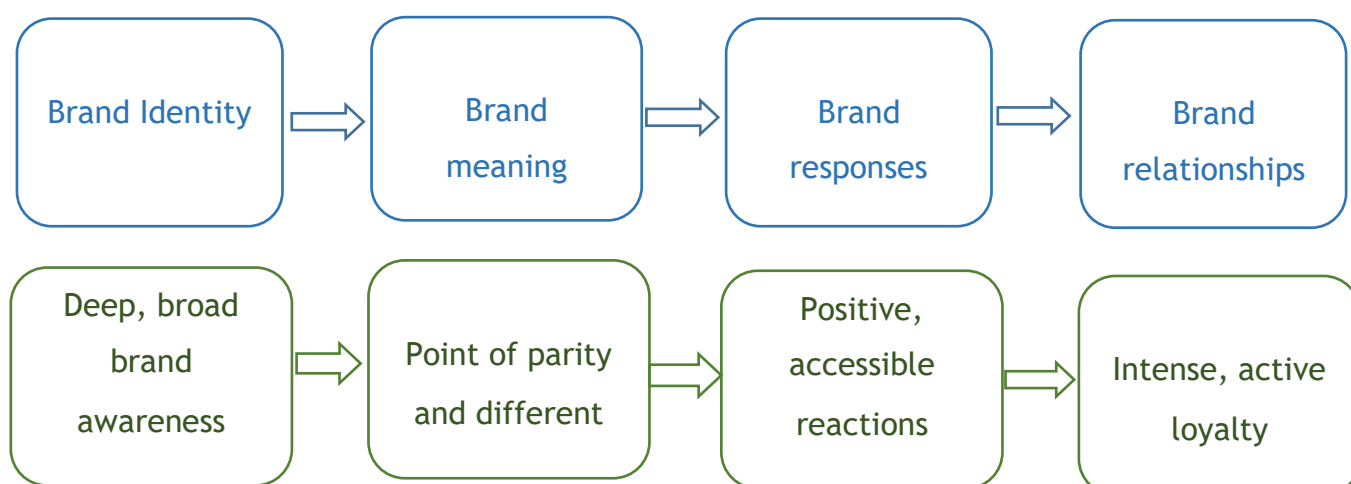 Brand Identity
Brand
meaning
Brand
responses
Brand
relationships
Deep, broad
brand
awareness
Point of parity
and different
Positive,
accessible
reactions
Intense, active
loyalty